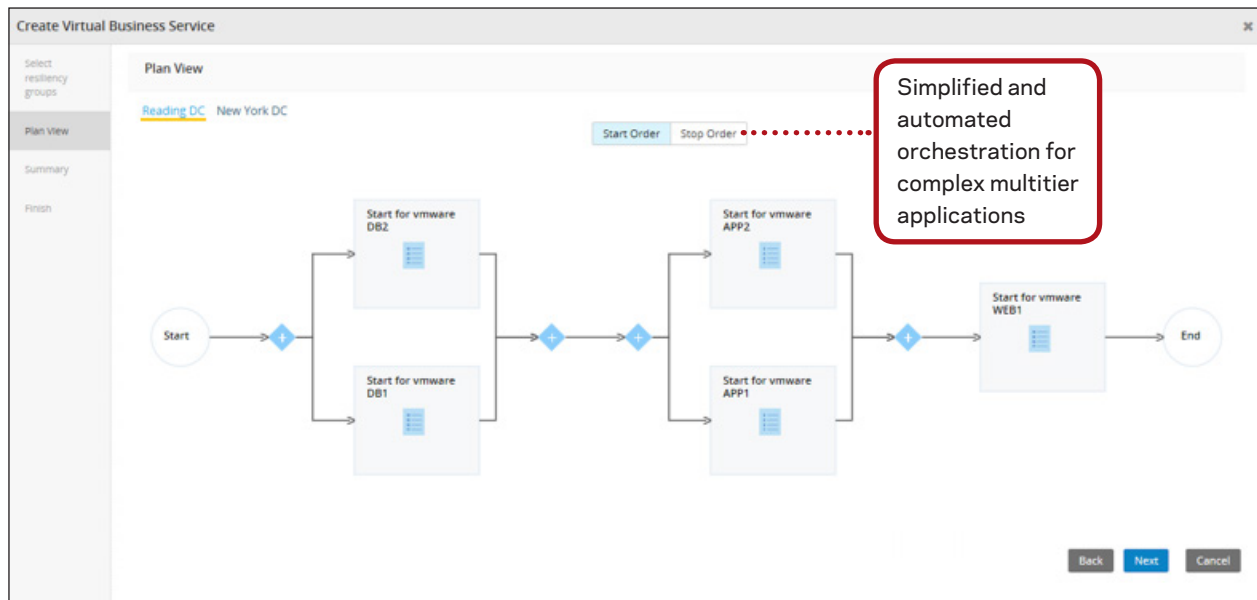 Create Virtual Business Service
Select
resiliency
groups
Plan View
Summary
Finish
Plan View
Reading DC New York DC
Start Order Stop Order
Simplified and
automated
orchestration for
complex multitier
applications
Start
Start for vmware
DB2
Start for vmware
DB1
Start for vmware
APP2
Start for vmware
APP1
Start for vmware
WEB1
End
Back Next Cancel